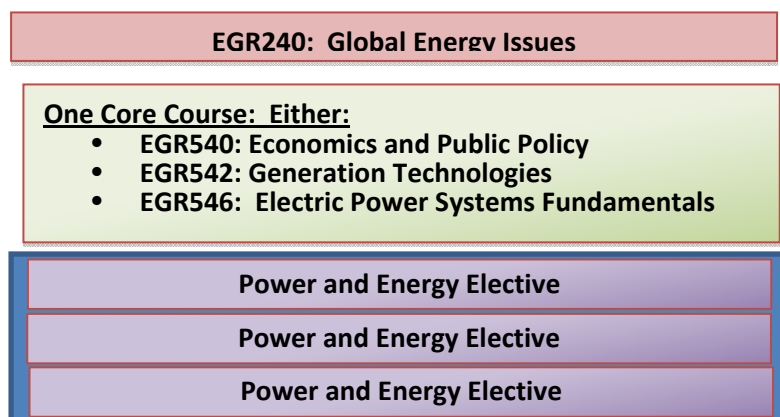 EGR240: Global Energy Issues
One Core Course: Either:
• EGR540: Economics and Public Policy
• EGR542: Generation Technologies
• EGR546: Electric Power Systems Fundamentals
Power and Energy Elective
Power and Energy Elective
Power and Energy Elective